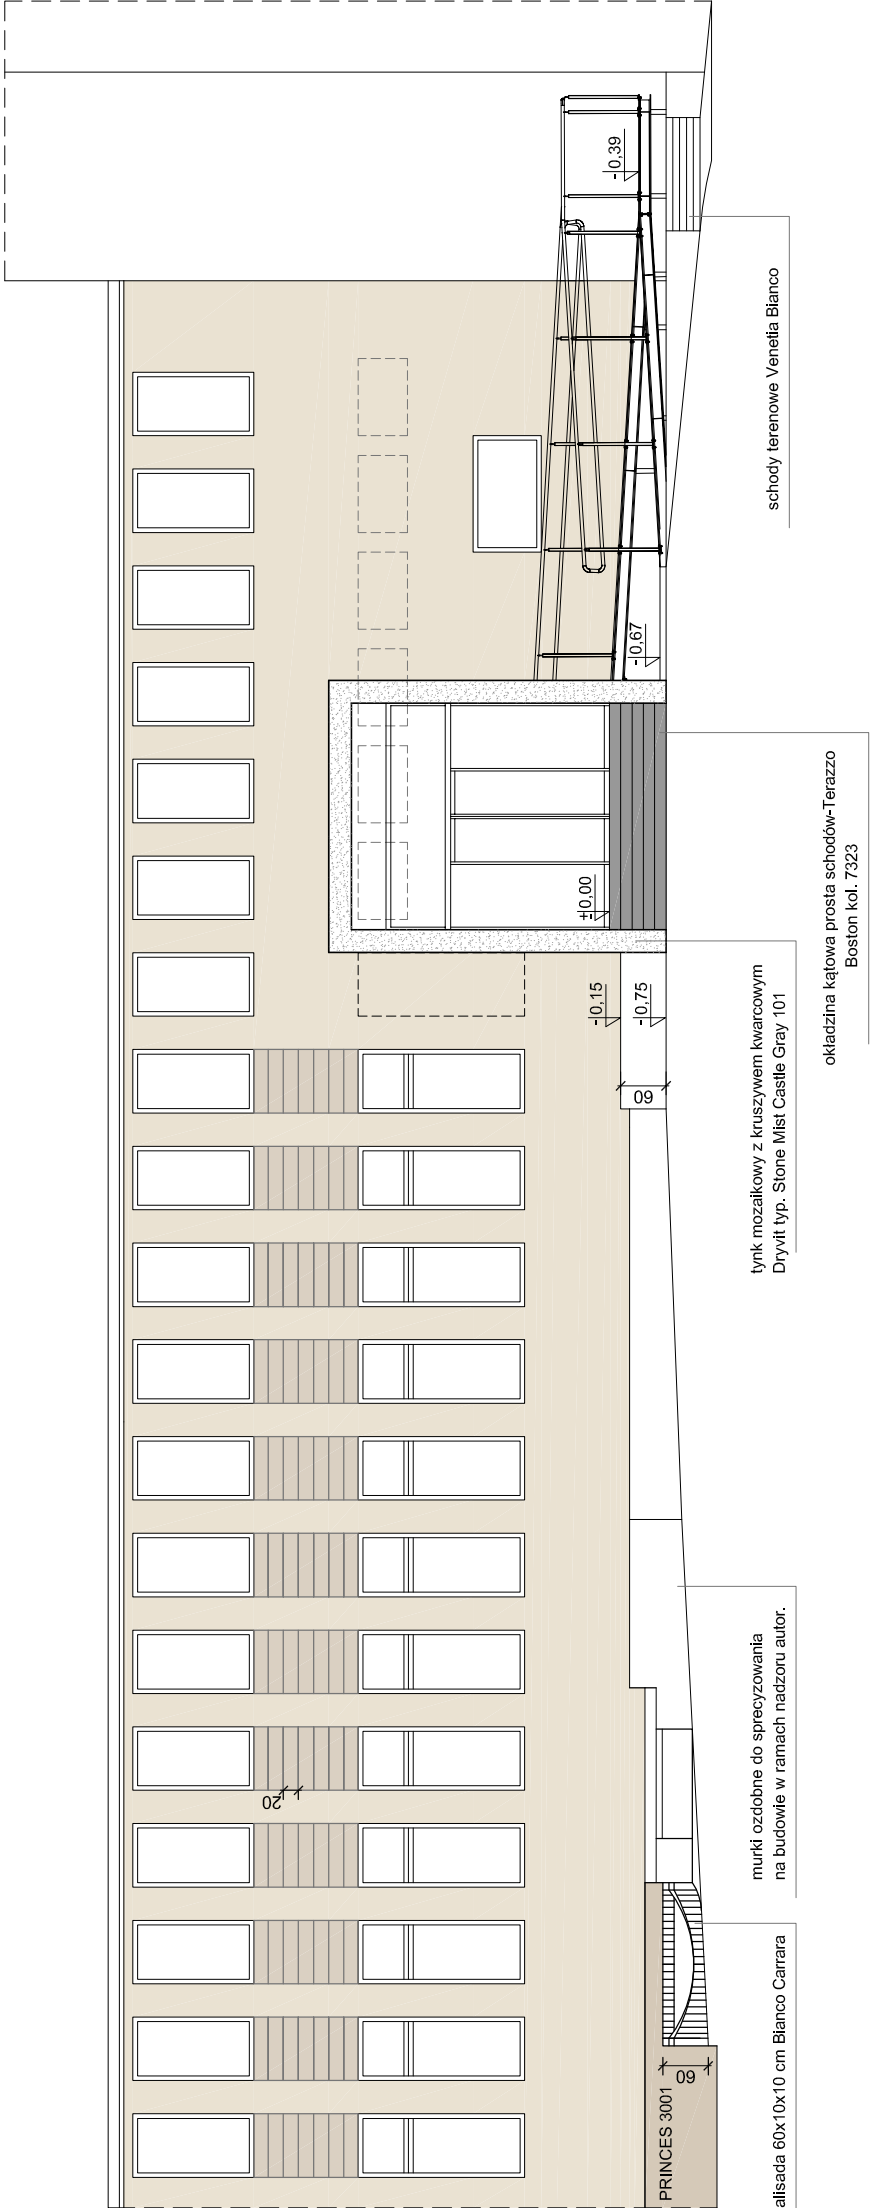 PRINCES 3001
60
alisada 60x10x10 cm Bianco Carrara
20
murki ozdobne do sprecyzowania
na budowie w ramach nadzoru autor.
60
-0,15
-0,75
tynk mozaikowy z kruszywem kwarcowym
Dryvit typ. Stone Mist Castle Gray 101
±0,00
okładzina kątowa prosta schodów-Terazzo
Boston kol. 7323
-0,67
schody terenowe Venetia Bianco
-0,39